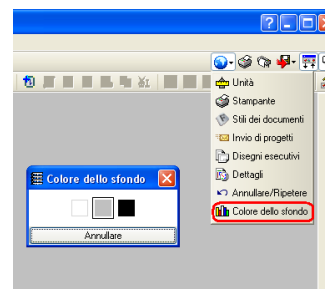 Unità
Stampante
Stili dei documenti
Invio di progetti
Disegni esecutivi
Dettagli
Annullare/Ripetere
Colore dello sfondo
Colore dello sfondo
Annullare